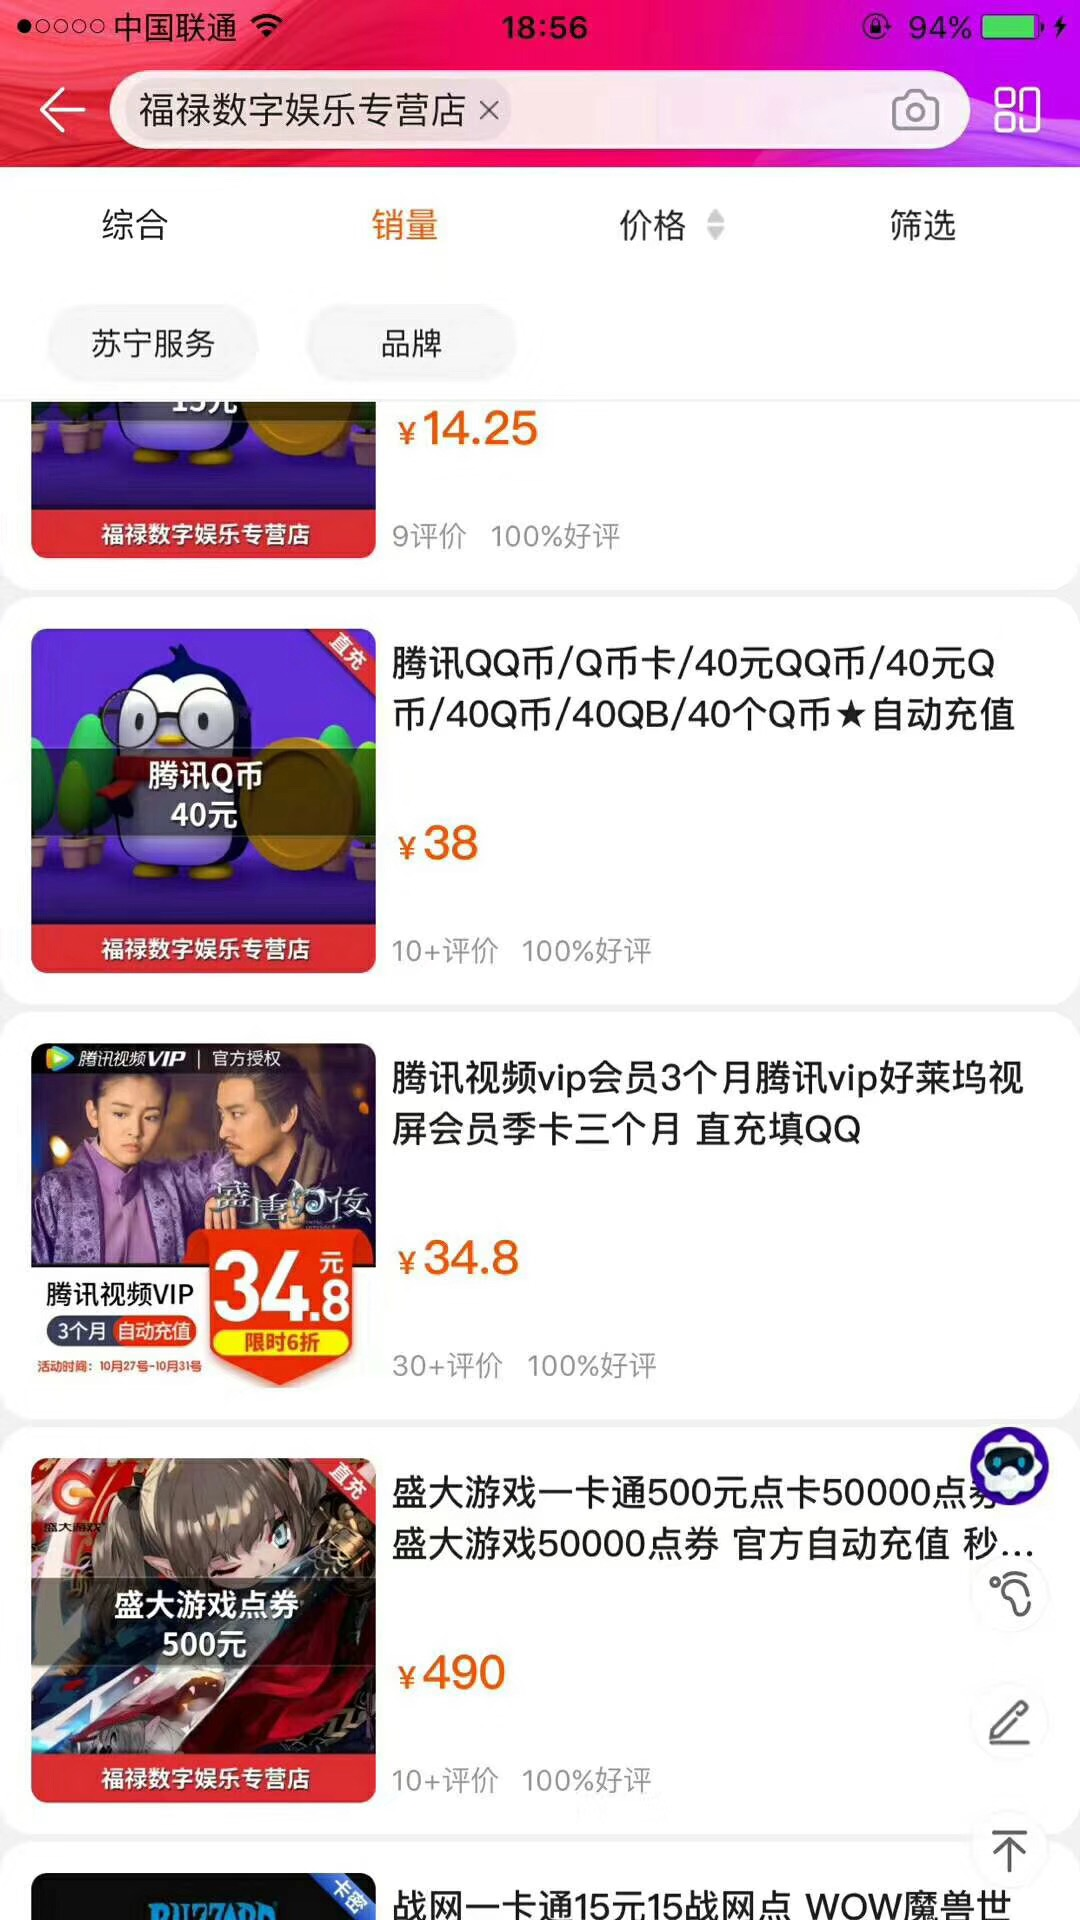 中国联通
18:56
94%
福禄数字娱乐专营店
综合
销量
价格
筛选
苏宁服务
品牌
15元
福禄数字娱乐专营店
¥14.25
9评价 100%好评
直充
腾讯Q币
40元
福禄数字娱乐专营店
腾讯QQ币/Q币卡/40元QQ币/40元Q
币/40Q币/40QB/40个Q币★自动充值
¥38
10+评价 100%好评
腾讯视频VIP | 官方授权
盛唐幻夜
腾讯视频VIP
3个月 自动充值
活动时间：10月27号-10月31号
34.8元
限时6折
腾讯视频vip会员3个月腾讯vip好莱坞视
屏会员季卡三个月 直充填QQ
¥34.8
30+评价 100%好评
盛大游戏
直充
盛大游戏点券
500元
福禄数字娱乐专营店
盛大游戏一卡通500元点卡50000点券
盛大游戏50000点券 官方自动充值 秒...
¥490
10+评价 100%好评
卡密
战网一卡通15元15战网点 WOW魔兽世